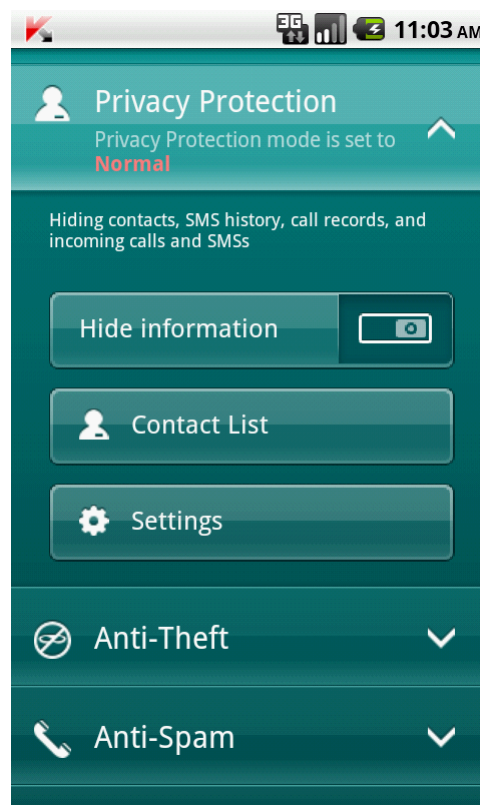 3G 11:03 AM
Privacy Protection
Privacy Protection mode is set to
Normal
Hiding contacts, SMS history, call records, and
incoming calls and SMSs
Hide information
Contact List
Settings
Anti-Theft
Anti-Spam